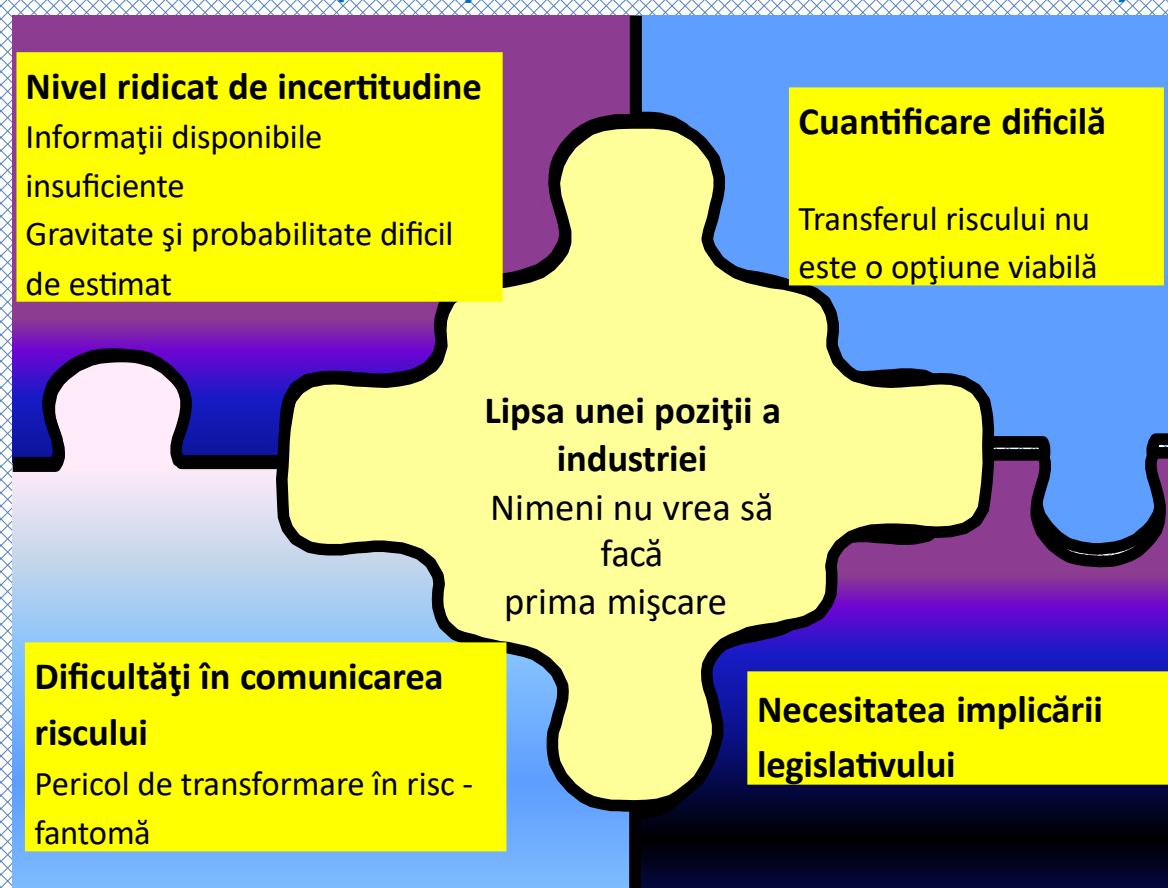 Nivel ridicat de incertitudine
Informaţii disponibile
insuficiente
Gravitate şi probabilitate dificil
de estimat
Cuantificare dificilă
Transferul riscului nu
este o opţiune viabilă
Lipsa unei poziţii a
industriei
Nimeni nu vrea să
facă
prima mişcare
Dificultăţi în comunicarea
riscului
Pericol de transformare în risc -
fantomă
Necesitatea implicării
legislativului